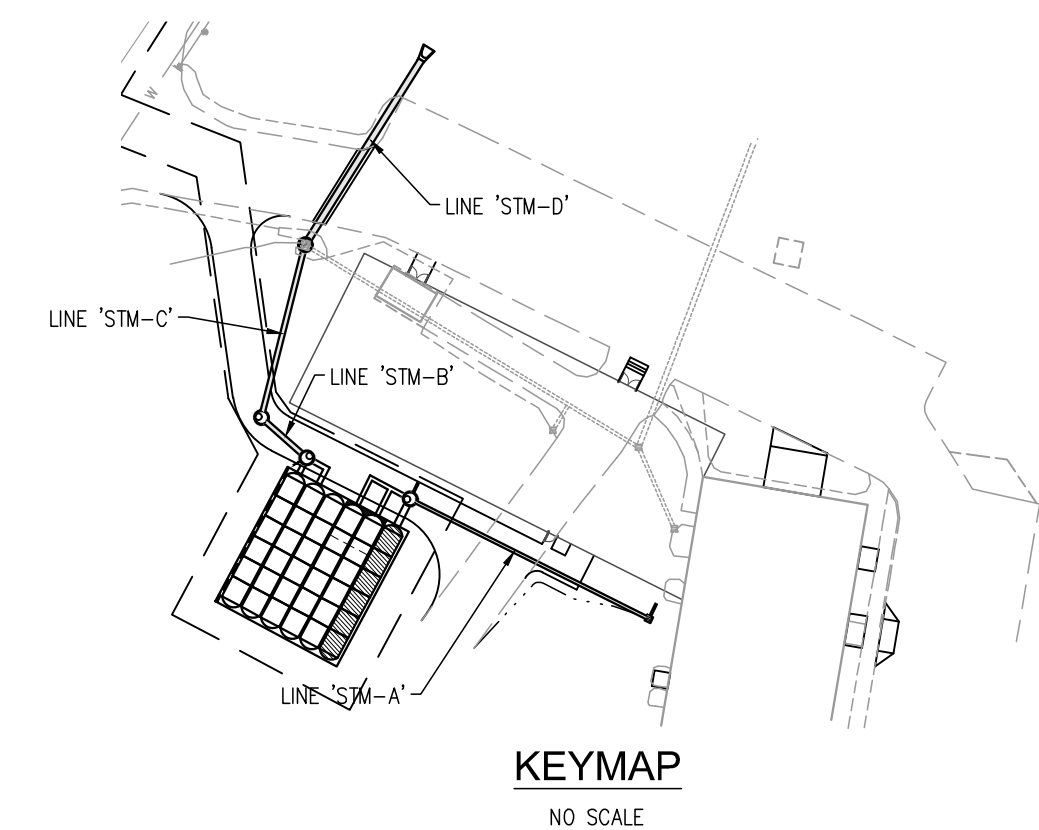 W
LINE 'STM-D'
LINE 'STM-C'
LINE 'STM-B'
LINE 'STM-A'
KEYMAP
NO SCALE